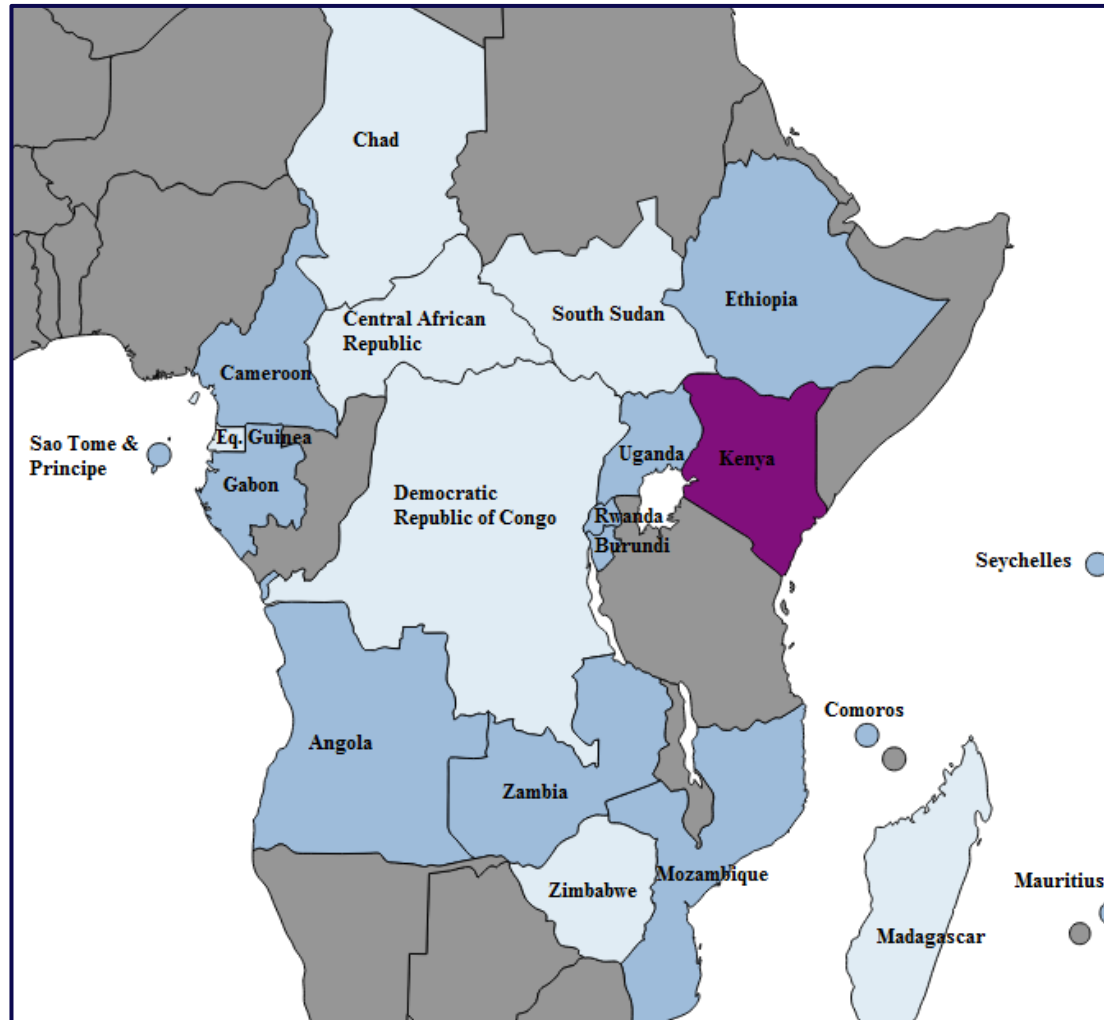 Chad
Ethiopia
South Sudan
Central African
Republic
Cameroon
Eq. Guinea
Sao Tome &
Principe
Gabon
Uganda
Kenya
Democratic
Republic of Congo
Rwanda
Burundi
Seychelles
Comoros
Angola
Zambia
Mozambique
Zimbabwe
Mauritius
Madagascar